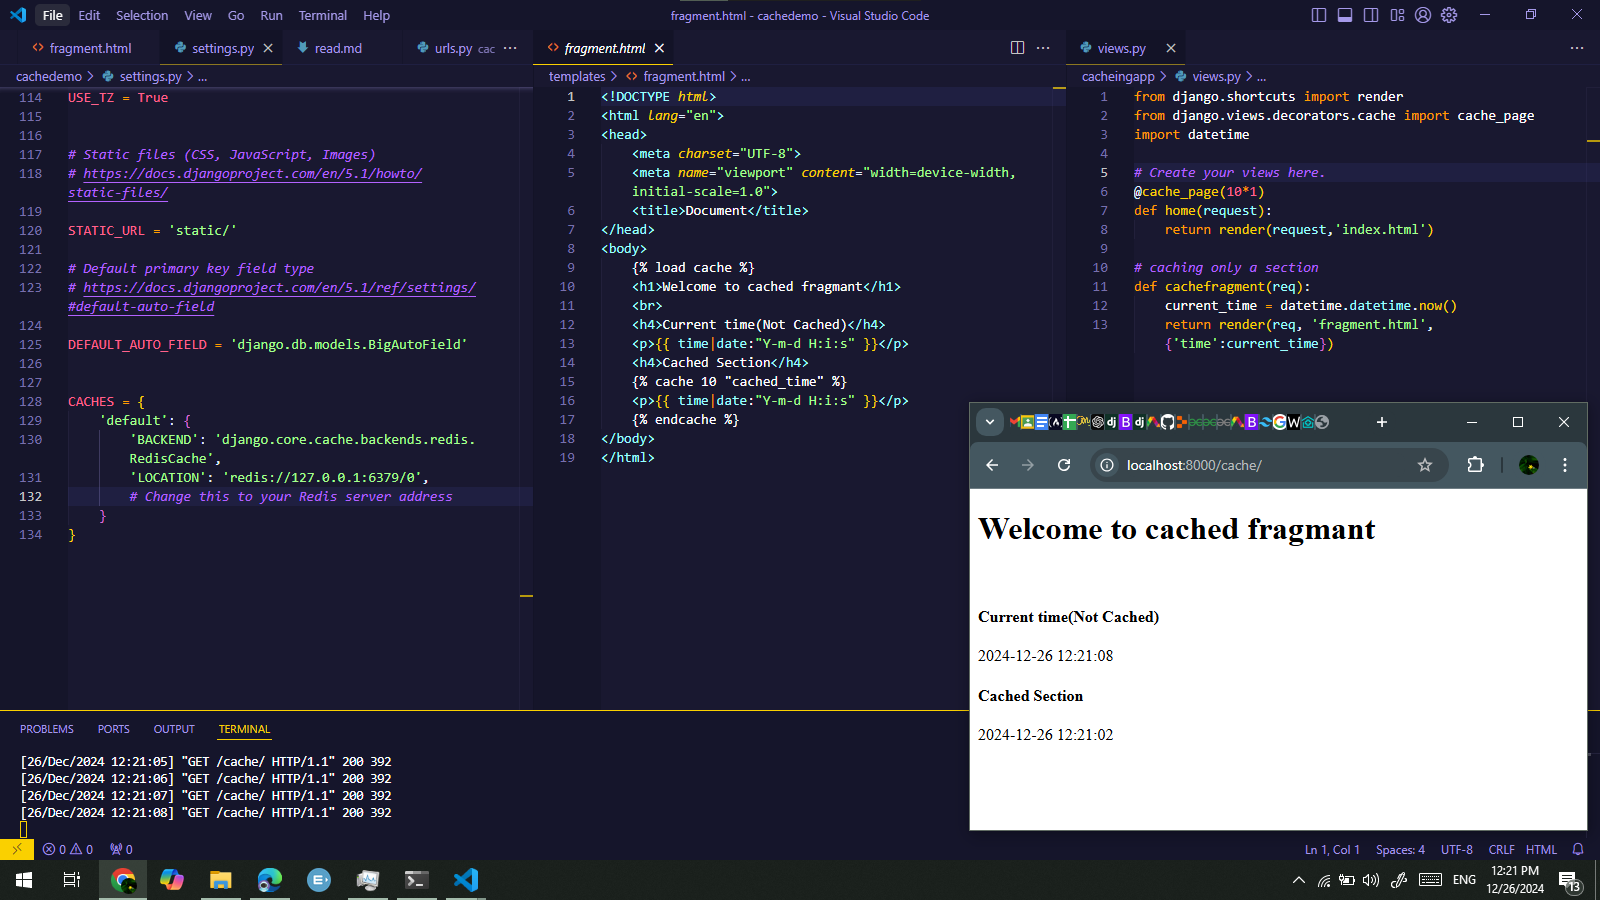 File Edit Selection View Go Run Terminal Help
fragment.html - cachedemo - Visual Studio Code
fragment.html
settings.py
read.md
urls.py cac
cachedemo > settings.py > ...
114 USE_TZ = True
115
116
117 # Static files (CSS, JavaScript, Images)
118 # https://docs.djangoproject.com/en/5.1/howto/
static-files/
119
120 STATIC_URL = 'static/'
121
122 # Default primary key field type
123 # https://docs.djangoproject.com/en/5.1/ref/settings/
#default-auto-field
124
125 DEFAULT_AUTO_FIELD = 'django.db.models.BigAutoField'
126
127
128 CACHES = {
129 'default': {
130 'BACKEND': 'django.core.cache.backends.redis.
RedisCache',
131 'LOCATION': 'redis://127.0.0.1:6379/0',
132 # Change this to your Redis server address
133 }
134 }
fragment.html
templates > fragment.html > ...
1 <!DOCTYPE html>
2 <html lang="en">
3 <head>
4 <meta charset="UTF-8">
5 <meta name="viewport" content="width=device-width,
initial-scale=1.0">
6 <title>Document</title>
7 </head>
8 <body>
9 {% load cache %}
10 <h1>Welcome to cached fragmant</h1>
11 <br>
12 <h4>Current time(Not Cached)</h4>
13 <p>{{ time|date:"Y-m-d H:i:s" }}</p>
14 <h4>Cached Section</h4>
15 {% cache 10 "cached_time" %}
16 <p>{{ time|date:"Y-m-d H:i:s" }}</p>
17 {% endcache %}
18 </body>
19 </html>
views.py
cacheingapp > views.py > ...
1 from django.shortcuts import render
2 from django.views.decorators.cache import cache_page
3 import datetime
4
5 # Create your views here.
6 @cache_page(10*1)
7 def home(request):
8 return render(request,'index.html')
9
10 # caching only a section
11 def cachefragment(req):
12 current_time = datetime.datetime.now()
13 return render(req, 'fragment.html',
{'time':current_time})
localhost:8000/cache/
Welcome to cached fragmant
Current time(Not Cached)
2024-12-26 12:21:08
Cached Section
2024-12-26 12:21:02
PROBLEMS PORTS OUTPUT TERMINAL
[26/Dec/2024 12:21:05] "GET /cache/ HTTP/1.1" 200 392
[26/Dec/2024 12:21:06] "GET /cache/ HTTP/1.1" 200 392
[26/Dec/2024 12:21:07] "GET /cache/ HTTP/1.1" 200 392
[26/Dec/2024 12:21:08] "GET /cache/ HTTP/1.1" 200 392
0 0 0
Ln 1, Col 1 Spaces: 4 UTF-8 CRLF HTML
ENG
12:21 PM
12/26/2024
13